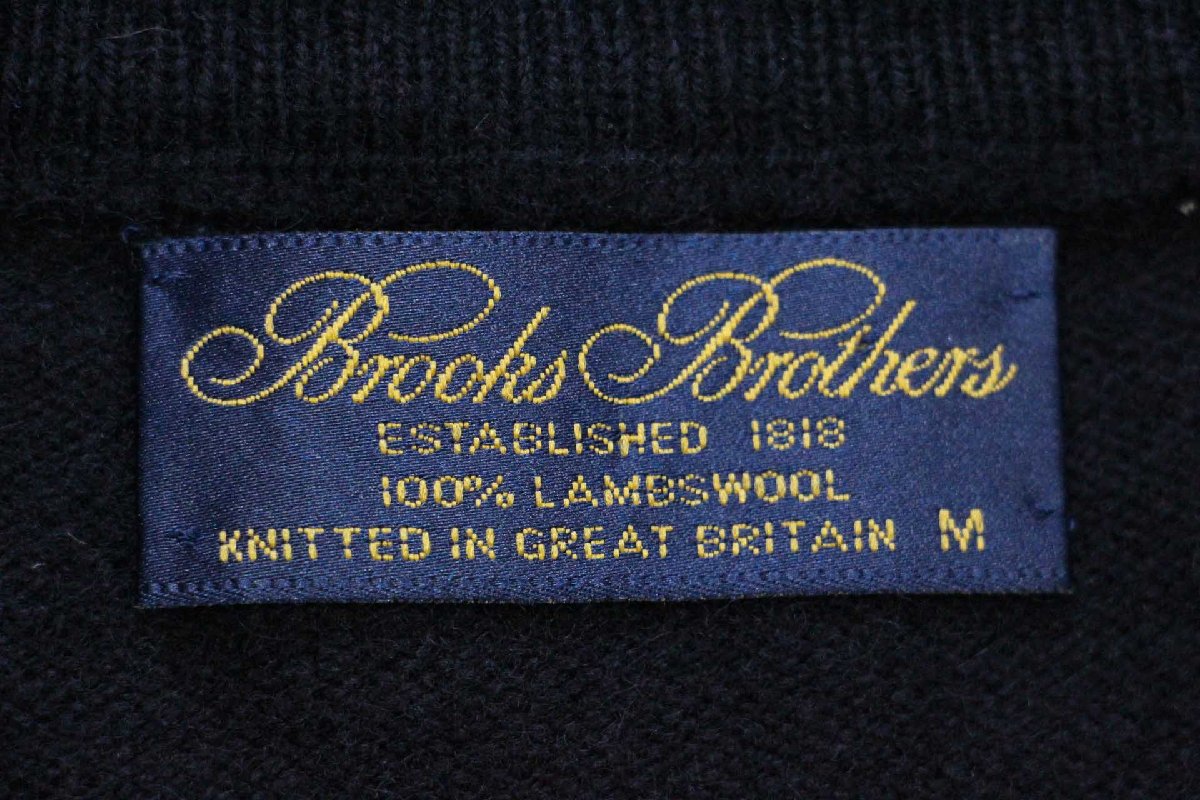 Brooks Brothers
ESTABLISHED 1818
100% LAMBSWOOL
KNITTED IN GREAT BRITAIN M